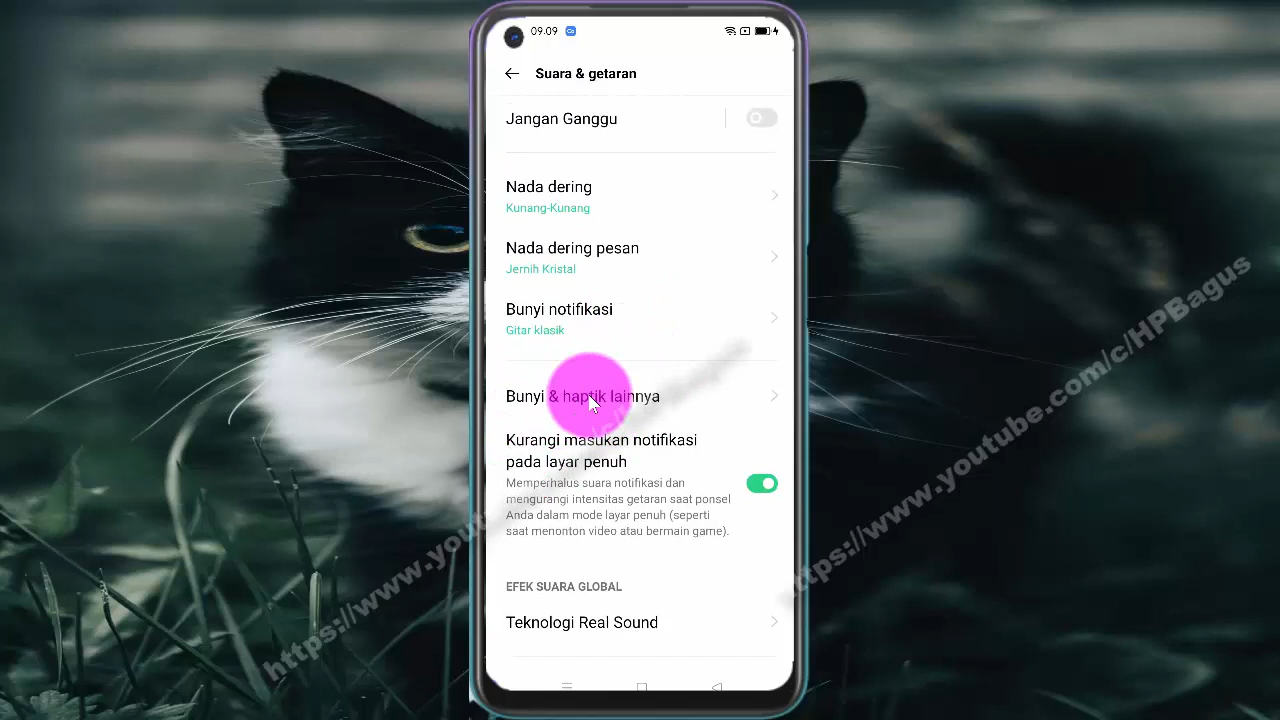 09.09
Suara & getaran
Jangan Ganggu
Nada dering
Kunang-Kunang
Nada dering pesan
Jernih Kristal
Bunyi notifikasi
Gitar klasik
Bunyi & haptik lainnya
Kurangi masukan notifikasi
pada layar penuh
Memperhalus suara notifikasi dan
mengurangi intensitas getaran saat ponsel
Anda dalam mode layar penuh (seperti
saat menonton video atau bermain game).
EFEK SUARA GLOBAL
Teknologi Real Sound
https://www.youtube.com/c/HPBagus